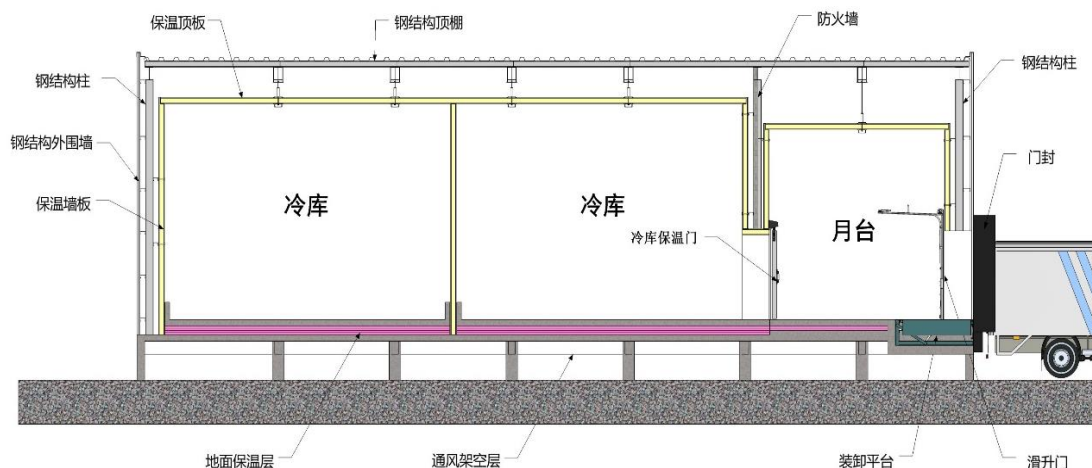 保温顶板
钢结构顶棚
防火墙
钢结构柱
钢结构柱
钢结构外围墙
门封
保温墙板
冷库
冷库
冷库保温门
月台
地面保温层
通风架空层
装卸平台
滑升门